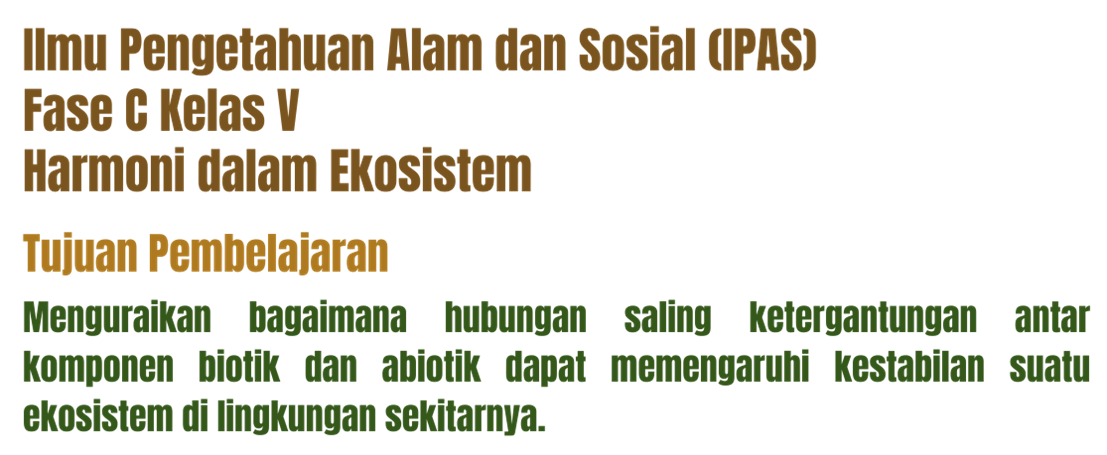 Ilmu Pengetahuan Alam dan Sosial (IPAS)
Fase C Kelas V
Harmoni dalam Ekosistem
Tujuan Pembelajaran
Menguraikan bagaimana hubungan saling ketergantungan antar
komponen biotik dan abiotik dapat memengaruhi kestabilan suatu
ekosistem di lingkungan sekitarnya.